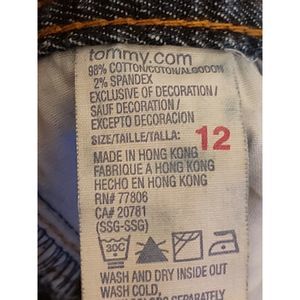 tommy.com
98% COTTON/COTON/ALGODON
2% SPANDEX
EXCLUSIVE OF DECORATION /
SAUF DECORATION /
EXCEPTO DECORACION
SIZE/TAILLE/TALLA: 12
MADE IN HONG KONG
FABRIQUE A HONG KONG
HECHO EN HONG KONG
RN# 77806
CA# 20781
(SSG-SSG)
30C
WASH AND DRY INSIDE OUT
WASH COLD,
COLORS SEPARATELY